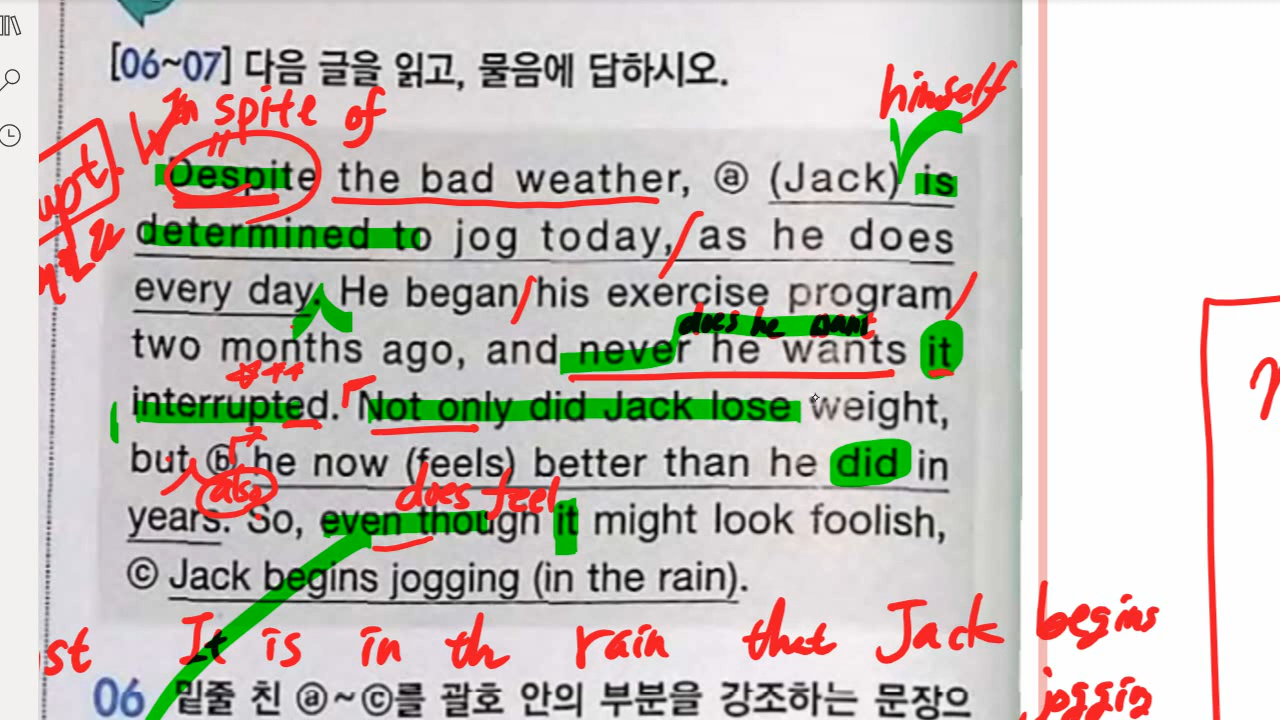 [06~07] 다음 글을 읽고, 물음에 답하시오.
In spite of
himself
Despite the bad weather, ⓐ (Jack) is
determined to jog today, as he does
every day. He began his exercise program
does he want
two months ago, and never he wants it
interrupted. Not only did Jack lose weight,
but ⓑ he now (feels) better than he did in
also
does feel
years. So, even though it might look foolish,
ⓒ Jack begins jogging (in the rain).
It is in th rain that Jack begins
joggin
06 밑줄 친 ⓐ~ⓒ를 괄호 안의 부분을 강조하는 문장으